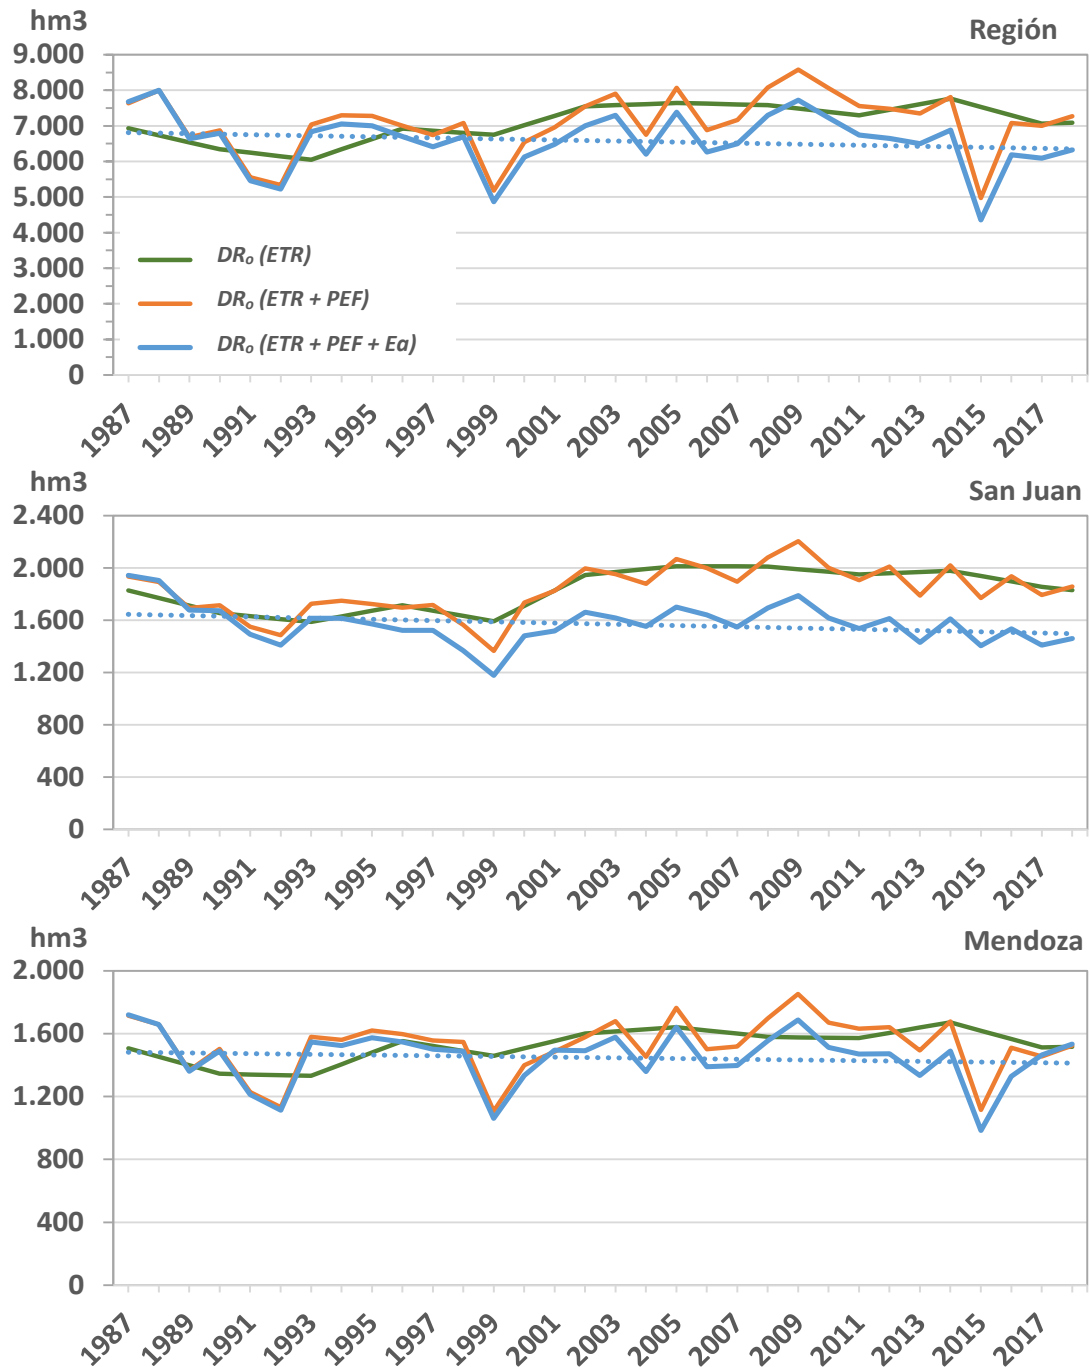 hm3
Región
9.000
8.000
7.000
6.000
5.000
4.000
3.000
2.000
1.000
0
DRₒ (ETR)
DRₒ (ETR + PEF)
DRₒ (ETR + PEF + Ea)
1987 1989 1991 1993 1995 1997 1999 2001 2003 2005 2007 2009 2011 2013 2015 2017
hm3
San Juan
2.400
2.000
1.600
1.200
800
400
0
1987 1989 1991 1993 1995 1997 1999 2001 2003 2005 2007 2009 2011 2013 2015 2017
hm3
Mendoza
2.000
1.600
1.200
800
400
0
1987 1989 1991 1993 1995 1997 1999 2001 2003 2005 2007 2009 2011 2013 2015 2017